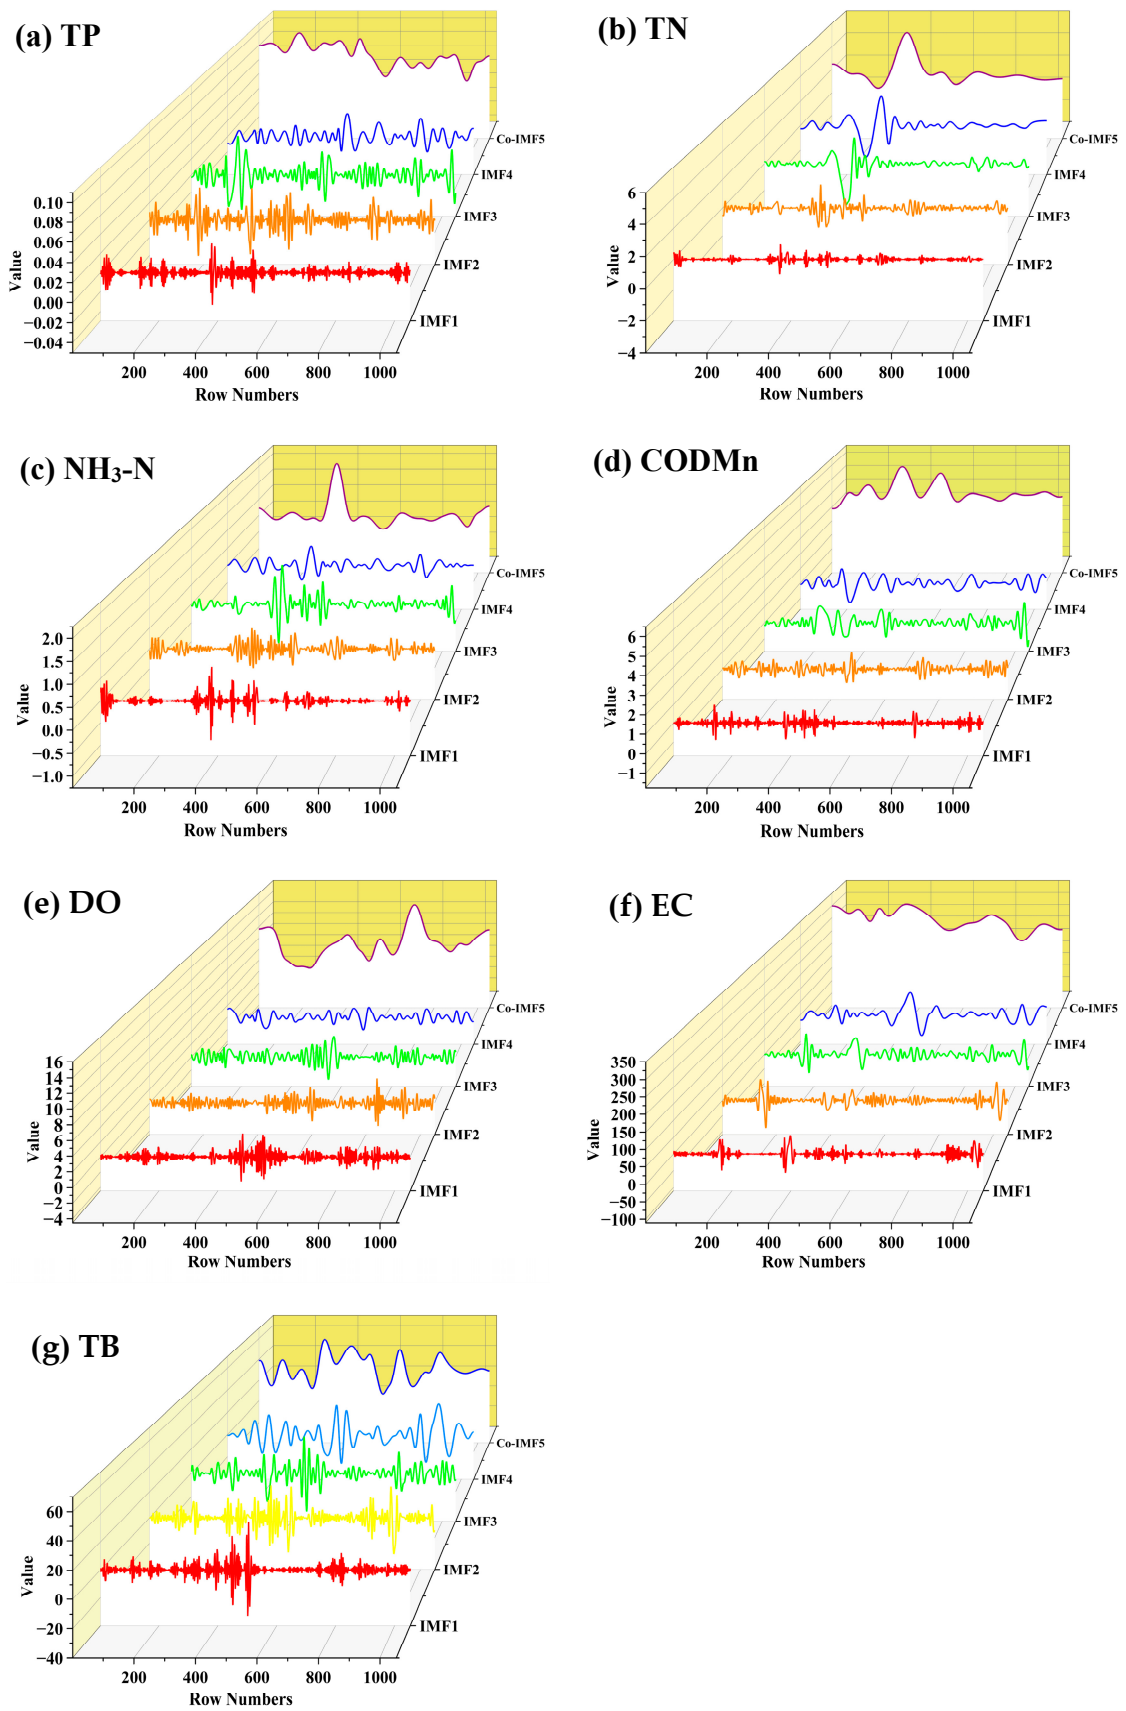 (a) TP
0.10
0.08
0.06
0.04
0.02
0.00
−0.02
−0.04
Value
200 400 600 800 1000
Row Numbers
Co-IMF5
IMF4
IMF3
IMF2
IMF1
(b) TN
6
4
2
0
−2
−4
Value
200 400 600 800 1000
Row Numbers
Co-IMF5
IMF4
IMF3
IMF2
IMF1
(c) NH₃-N
2.0
1.5
1.0
0.5
0.0
−0.5
−1.0
Value
200 400 600 800 1000
Row Numbers
Co-IMF5
IMF4
IMF3
IMF2
IMF1
(d) CODMn
6
5
4
3
2
1
0
−1
Value
200 400 600 800 1000
Row Numbers
Co-IMF5
IMF4
IMF3
IMF2
IMF1
(e) DO
16
14
12
10
8
6
4
2
0
−2
−4
Value
200 400 600 800 1000
Row Numbers
Co-IMF5
IMF4
IMF3
IMF2
IMF1
(f) EC
350
300
250
200
150
100
50
0
−50
−100
Value
200 400 600 800 1000
Row Numbers
Co-IMF5
IMF4
IMF3
IMF2
IMF1
(g) TB
60
40
20
0
−20
−40
Value
200 400 600 800 1000
Row Numbers
Co-IMF5
IMF4
IMF3
IMF2
IMF1